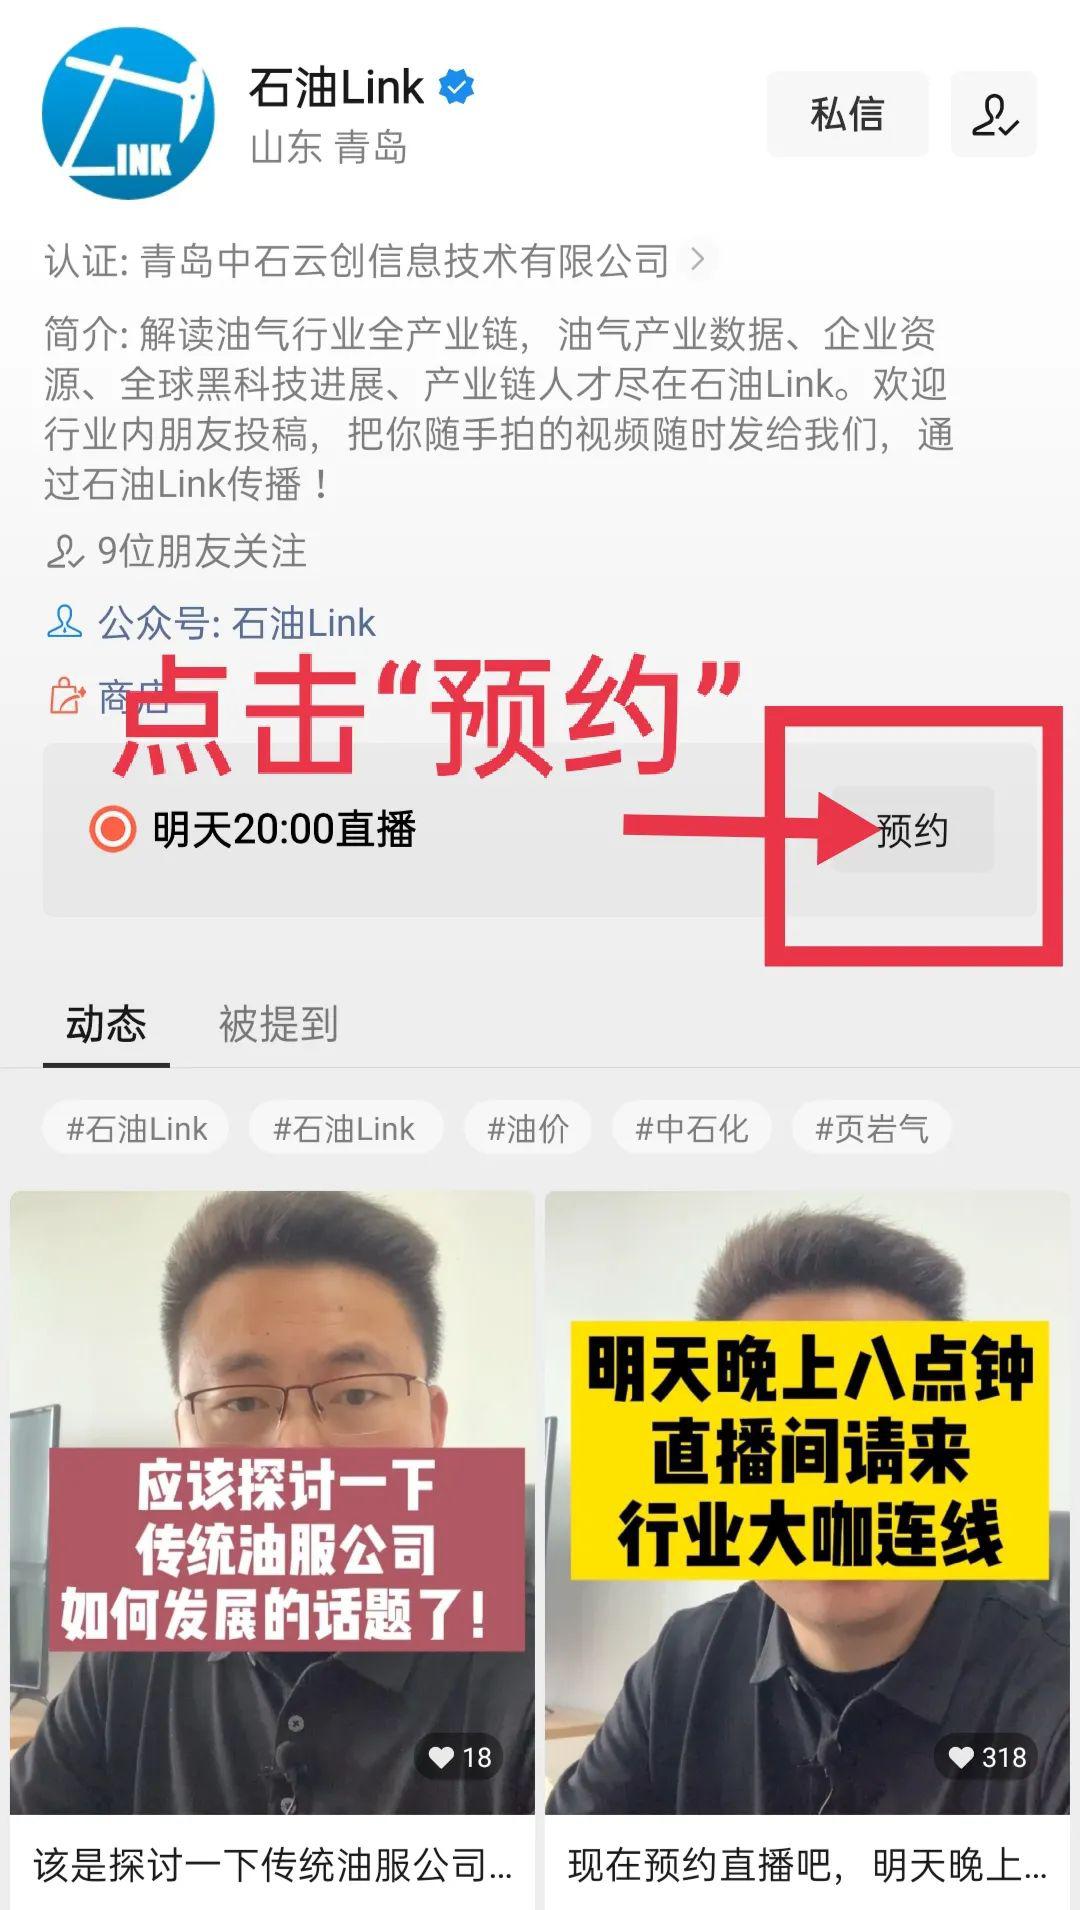 LINK
石油Link
山东 青岛
私信
认证: 青岛中石云创信息技术有限公司
简介: 解读油气行业全产业链，油气产业数据、企业资
源、全球黑科技进展、产业链人才尽在石油Link。欢迎
行业内朋友投稿，把你随手拍的视频随时发给我们，通
过石油Link传播！
9位朋友关注
公众号: 石油Link
商店
点击“预约”
明天20:00直播
预约
动态
被提到
#石油Link
#石油Link
#油价
#中石化
#页岩气
应该探讨一下
传统油服公司
如何发展的话题了！
18
明天晚上八点钟
直播间请来
行业大咖连线
318
该是探讨一下传统油服公司...
现在预约直播吧，明天晚上...